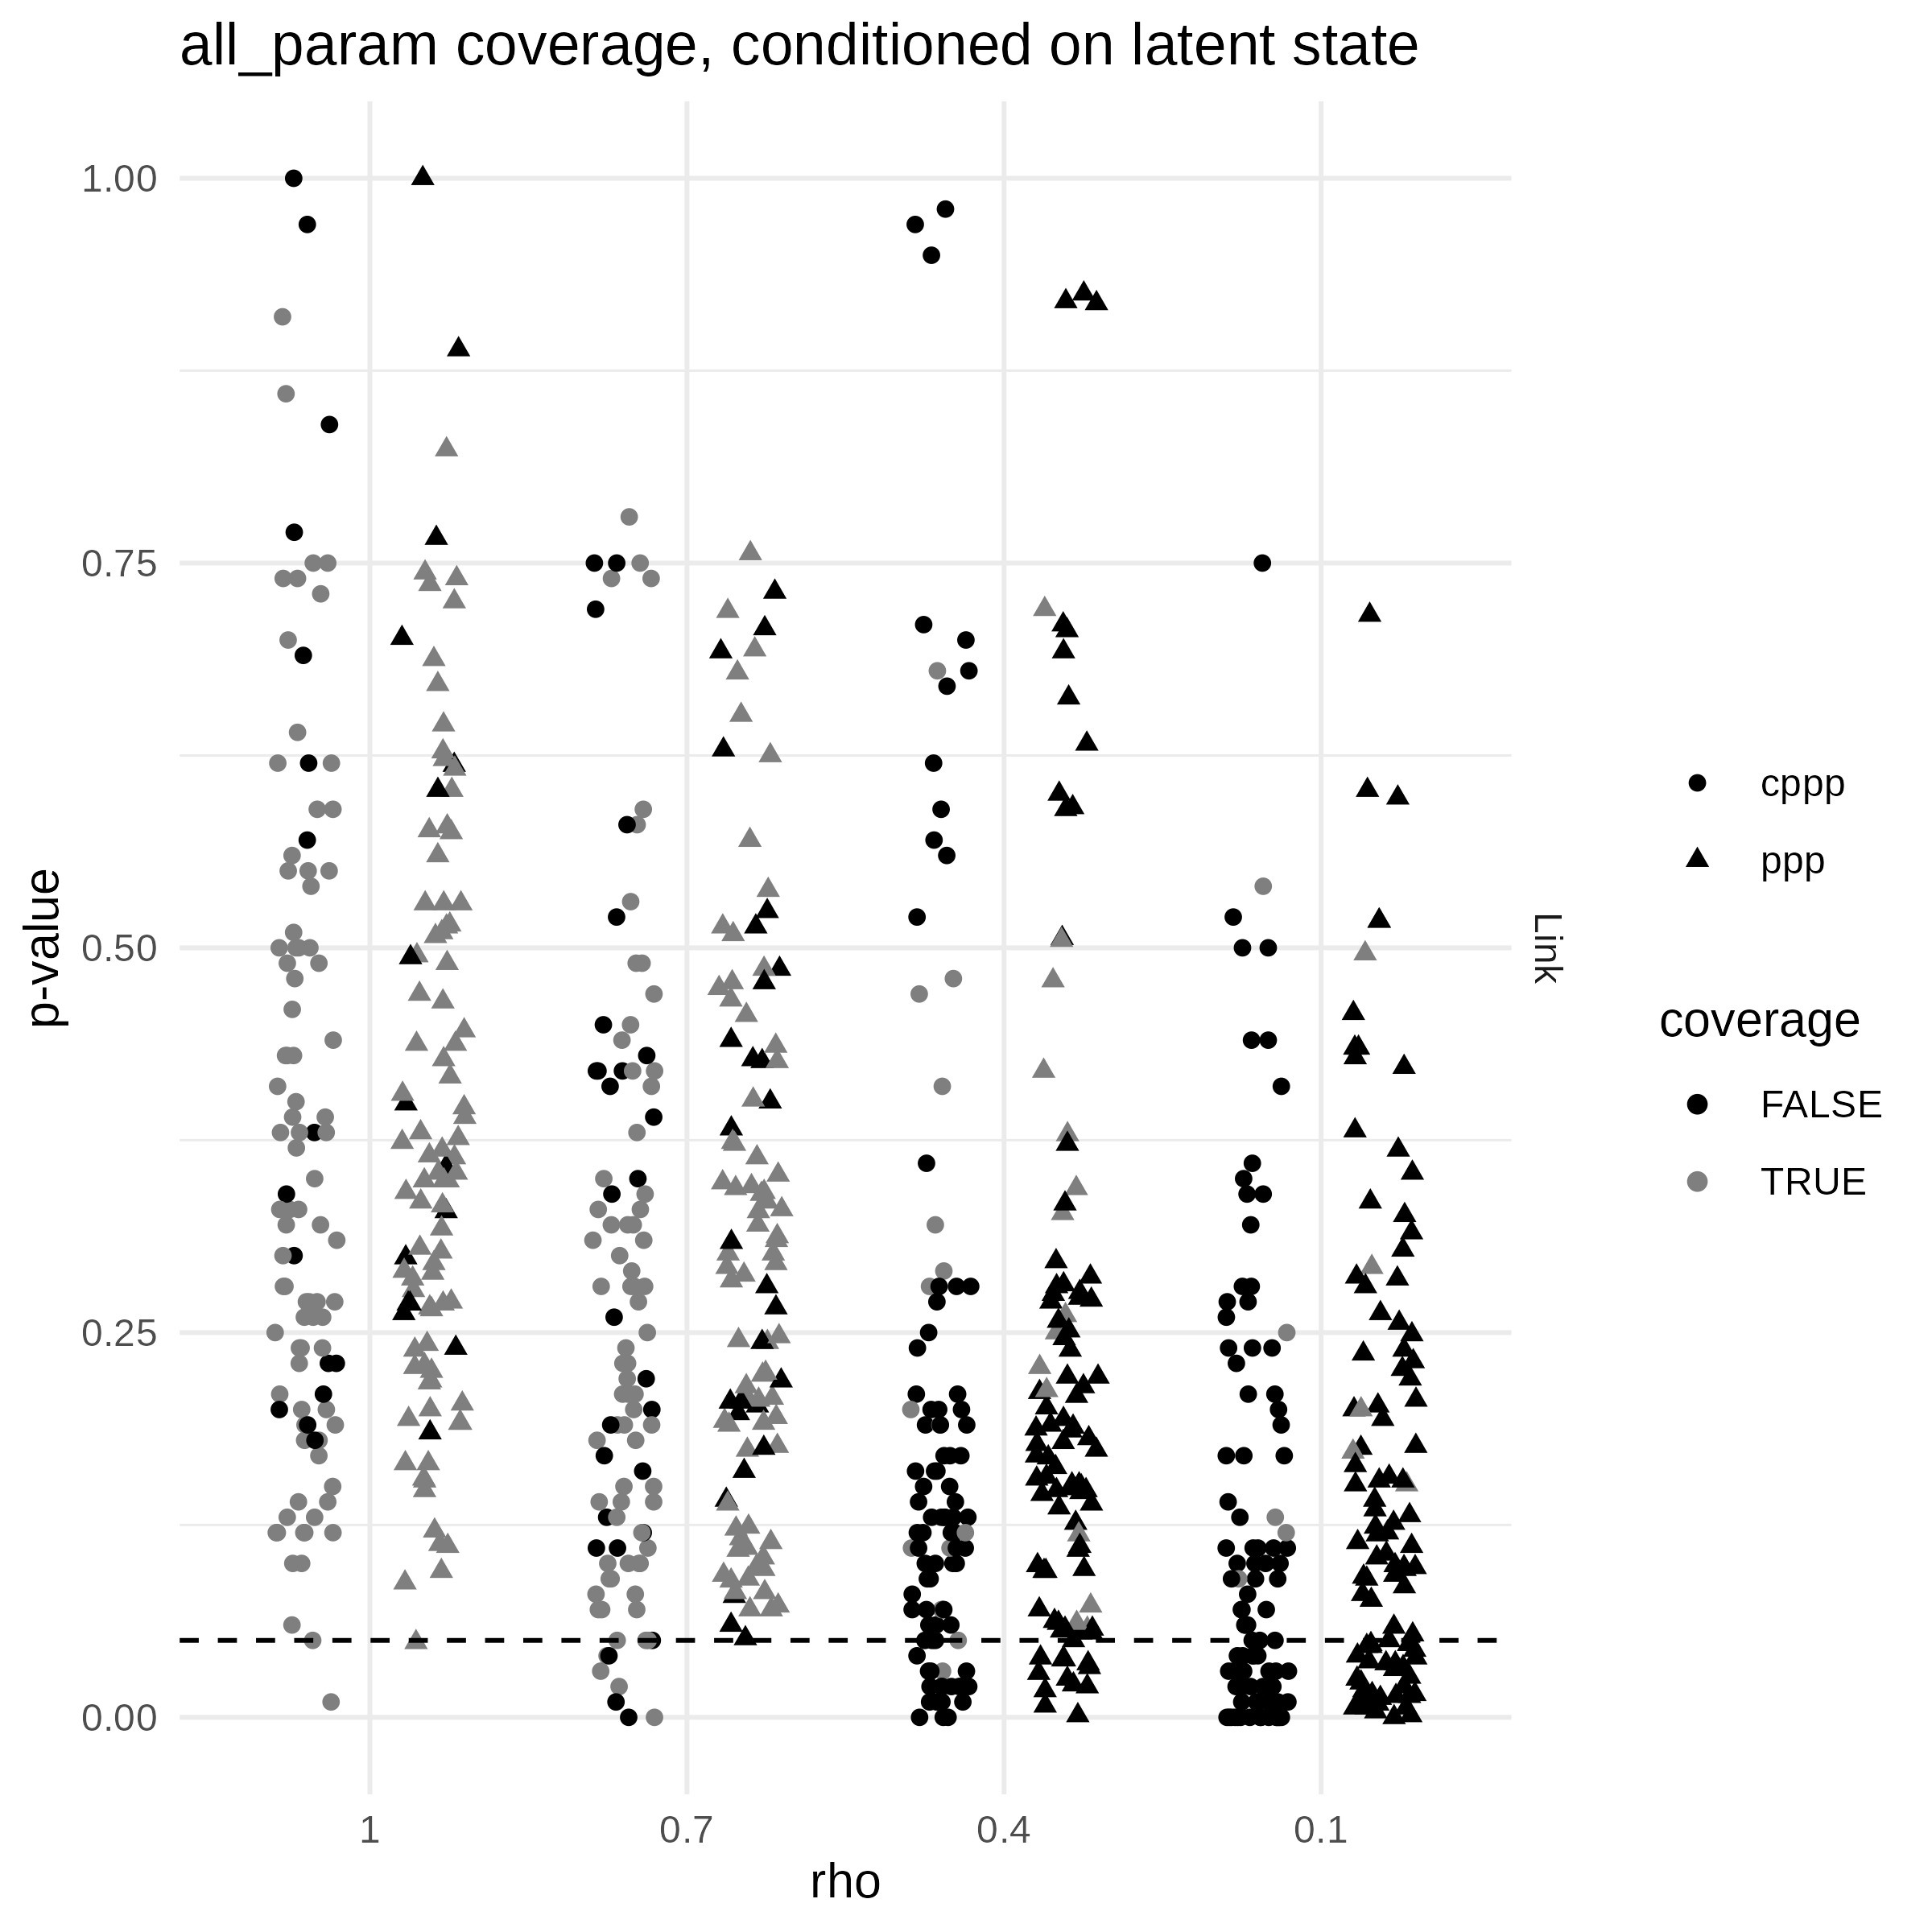 all_param coverage, conditioned on latent state
1.00
0.75
0.50
0.25
0.00
p-value
1
0.7
0.4
0.1
rho
Link
cppp
ppp
coverage
FALSE
TRUE